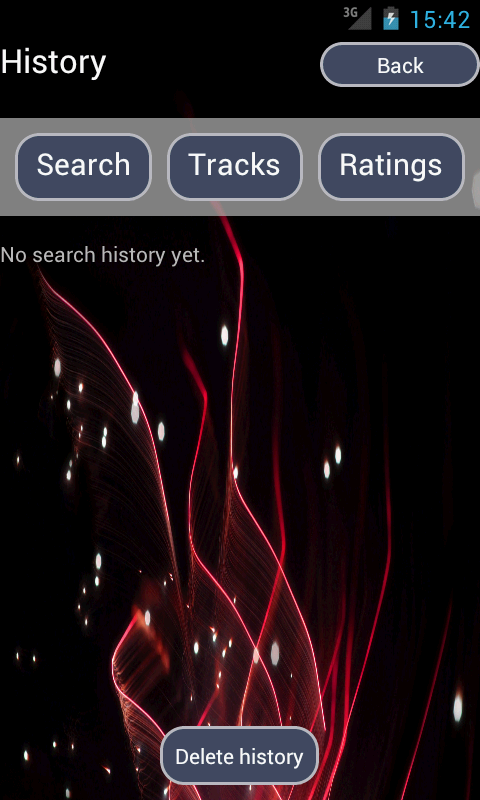 3G 15:42
History Back
Search Tracks Ratings
No search history yet.
Delete history